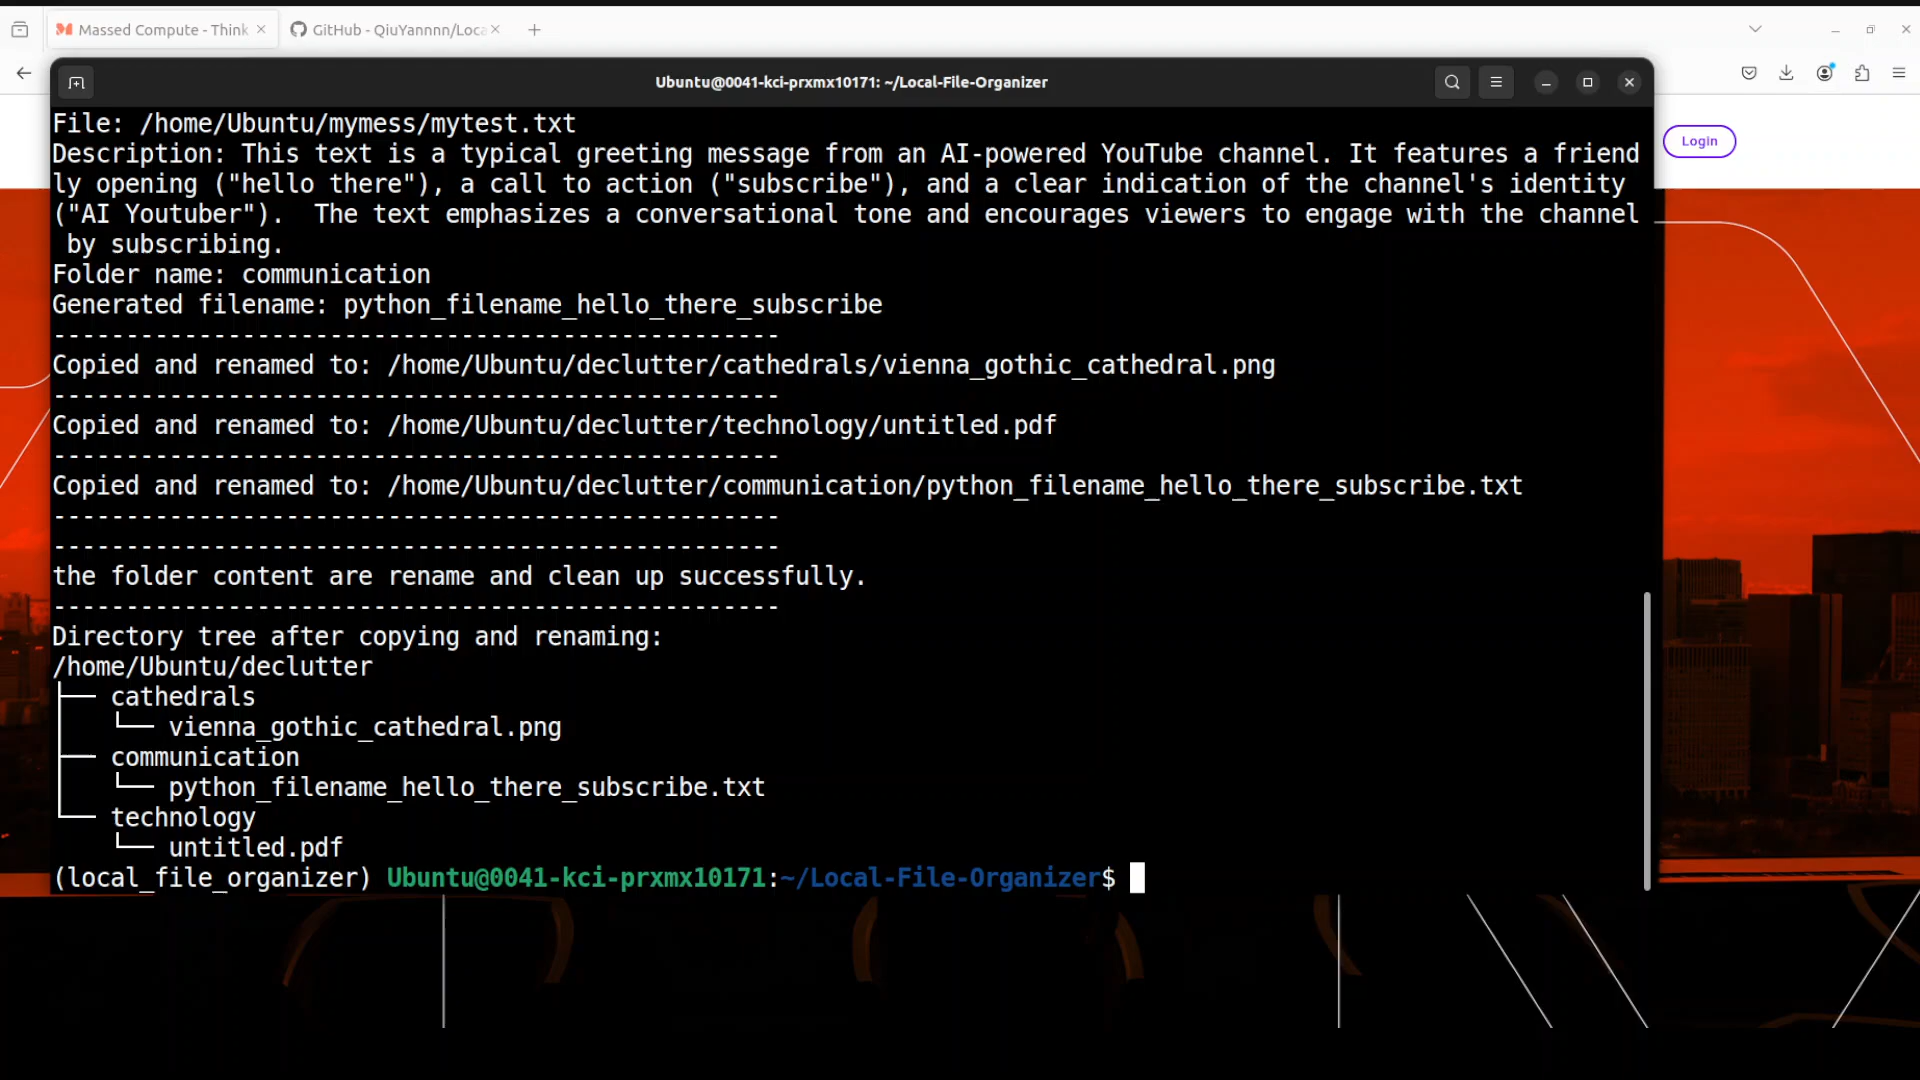 Massed Compute - Think
GitHub - QiuYannnn/Loca
Ubuntu@0041-kci-prxmx10171: ~/Local-File-Organizer
Login
File: /home/Ubuntu/mymess/mytest.txt
Description: This text is a typical greeting message from an AI-powered YouTube channel. It features a friend
ly opening ("hello there"), a call to action ("subscribe"), and a clear indication of the channel's identity
("AI Youtuber").  The text emphasizes a conversational tone and encourages viewers to engage with the channel
 by subscribing.
Folder name: communication
Generated filename: python_filename_hello_there_subscribe
--------------------------------------------------
Copied and renamed to: /home/Ubuntu/declutter/cathedrals/vienna_gothic_cathedral.png
--------------------------------------------------
Copied and renamed to: /home/Ubuntu/declutter/technology/untitled.pdf
--------------------------------------------------
Copied and renamed to: /home/Ubuntu/declutter/communication/python_filename_hello_there_subscribe.txt
--------------------------------------------------
--------------------------------------------------
the folder content are rename and clean up successfully.
--------------------------------------------------
Directory tree after copying and renaming:
/home/Ubuntu/declutter
├── cathedrals
│   └── vienna_gothic_cathedral.png
├── communication
│   └── python_filename_hello_there_subscribe.txt
└── technology
    └── untitled.pdf
(local_file_organizer) Ubuntu@0041-kci-prxmx10171:~/Local-File-Organizer$